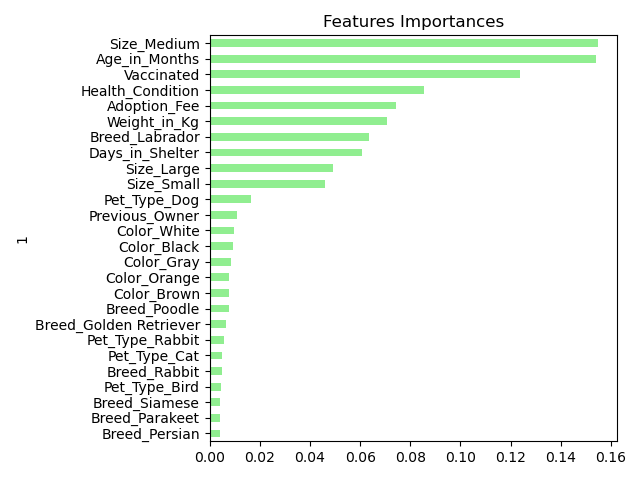 Features Importances
Size_Medium
Age_in_Months
Vaccinated
Health_Condition
Adoption_Fee
Weight_in_Kg
Breed_Labrador
Days_in_Shelter
Size_Large
Size_Small
Pet_Type_Dog
Previous_Owner
Color_White
Color_Black
Color_Gray
Color_Orange
Color_Brown
Breed_Poodle
Breed_Golden Retriever
Pet_Type_Rabbit
Pet_Type_Cat
Breed_Rabbit
Pet_Type_Bird
Breed_Siamese
Breed_Parakeet
Breed_Persian
1
0.00 0.02 0.04 0.06 0.08 0.10 0.12 0.14 0.16